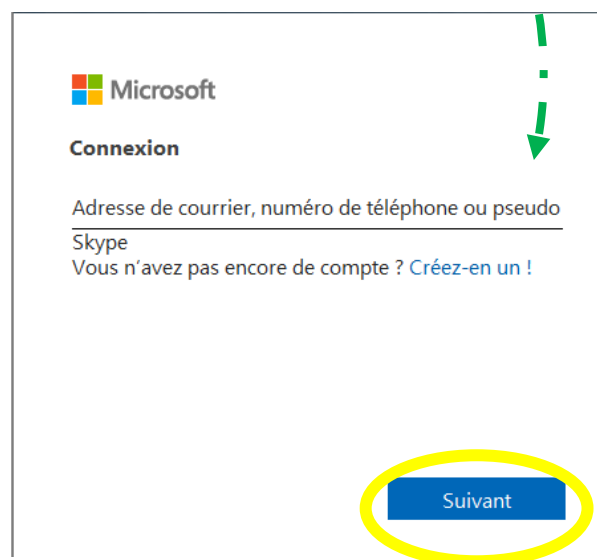 Microsoft
Connexion
Adresse de courrier, numéro de téléphone ou pseudo
Skype
Vous n'avez pas encore de compte ? Créez-en un !
Suivant